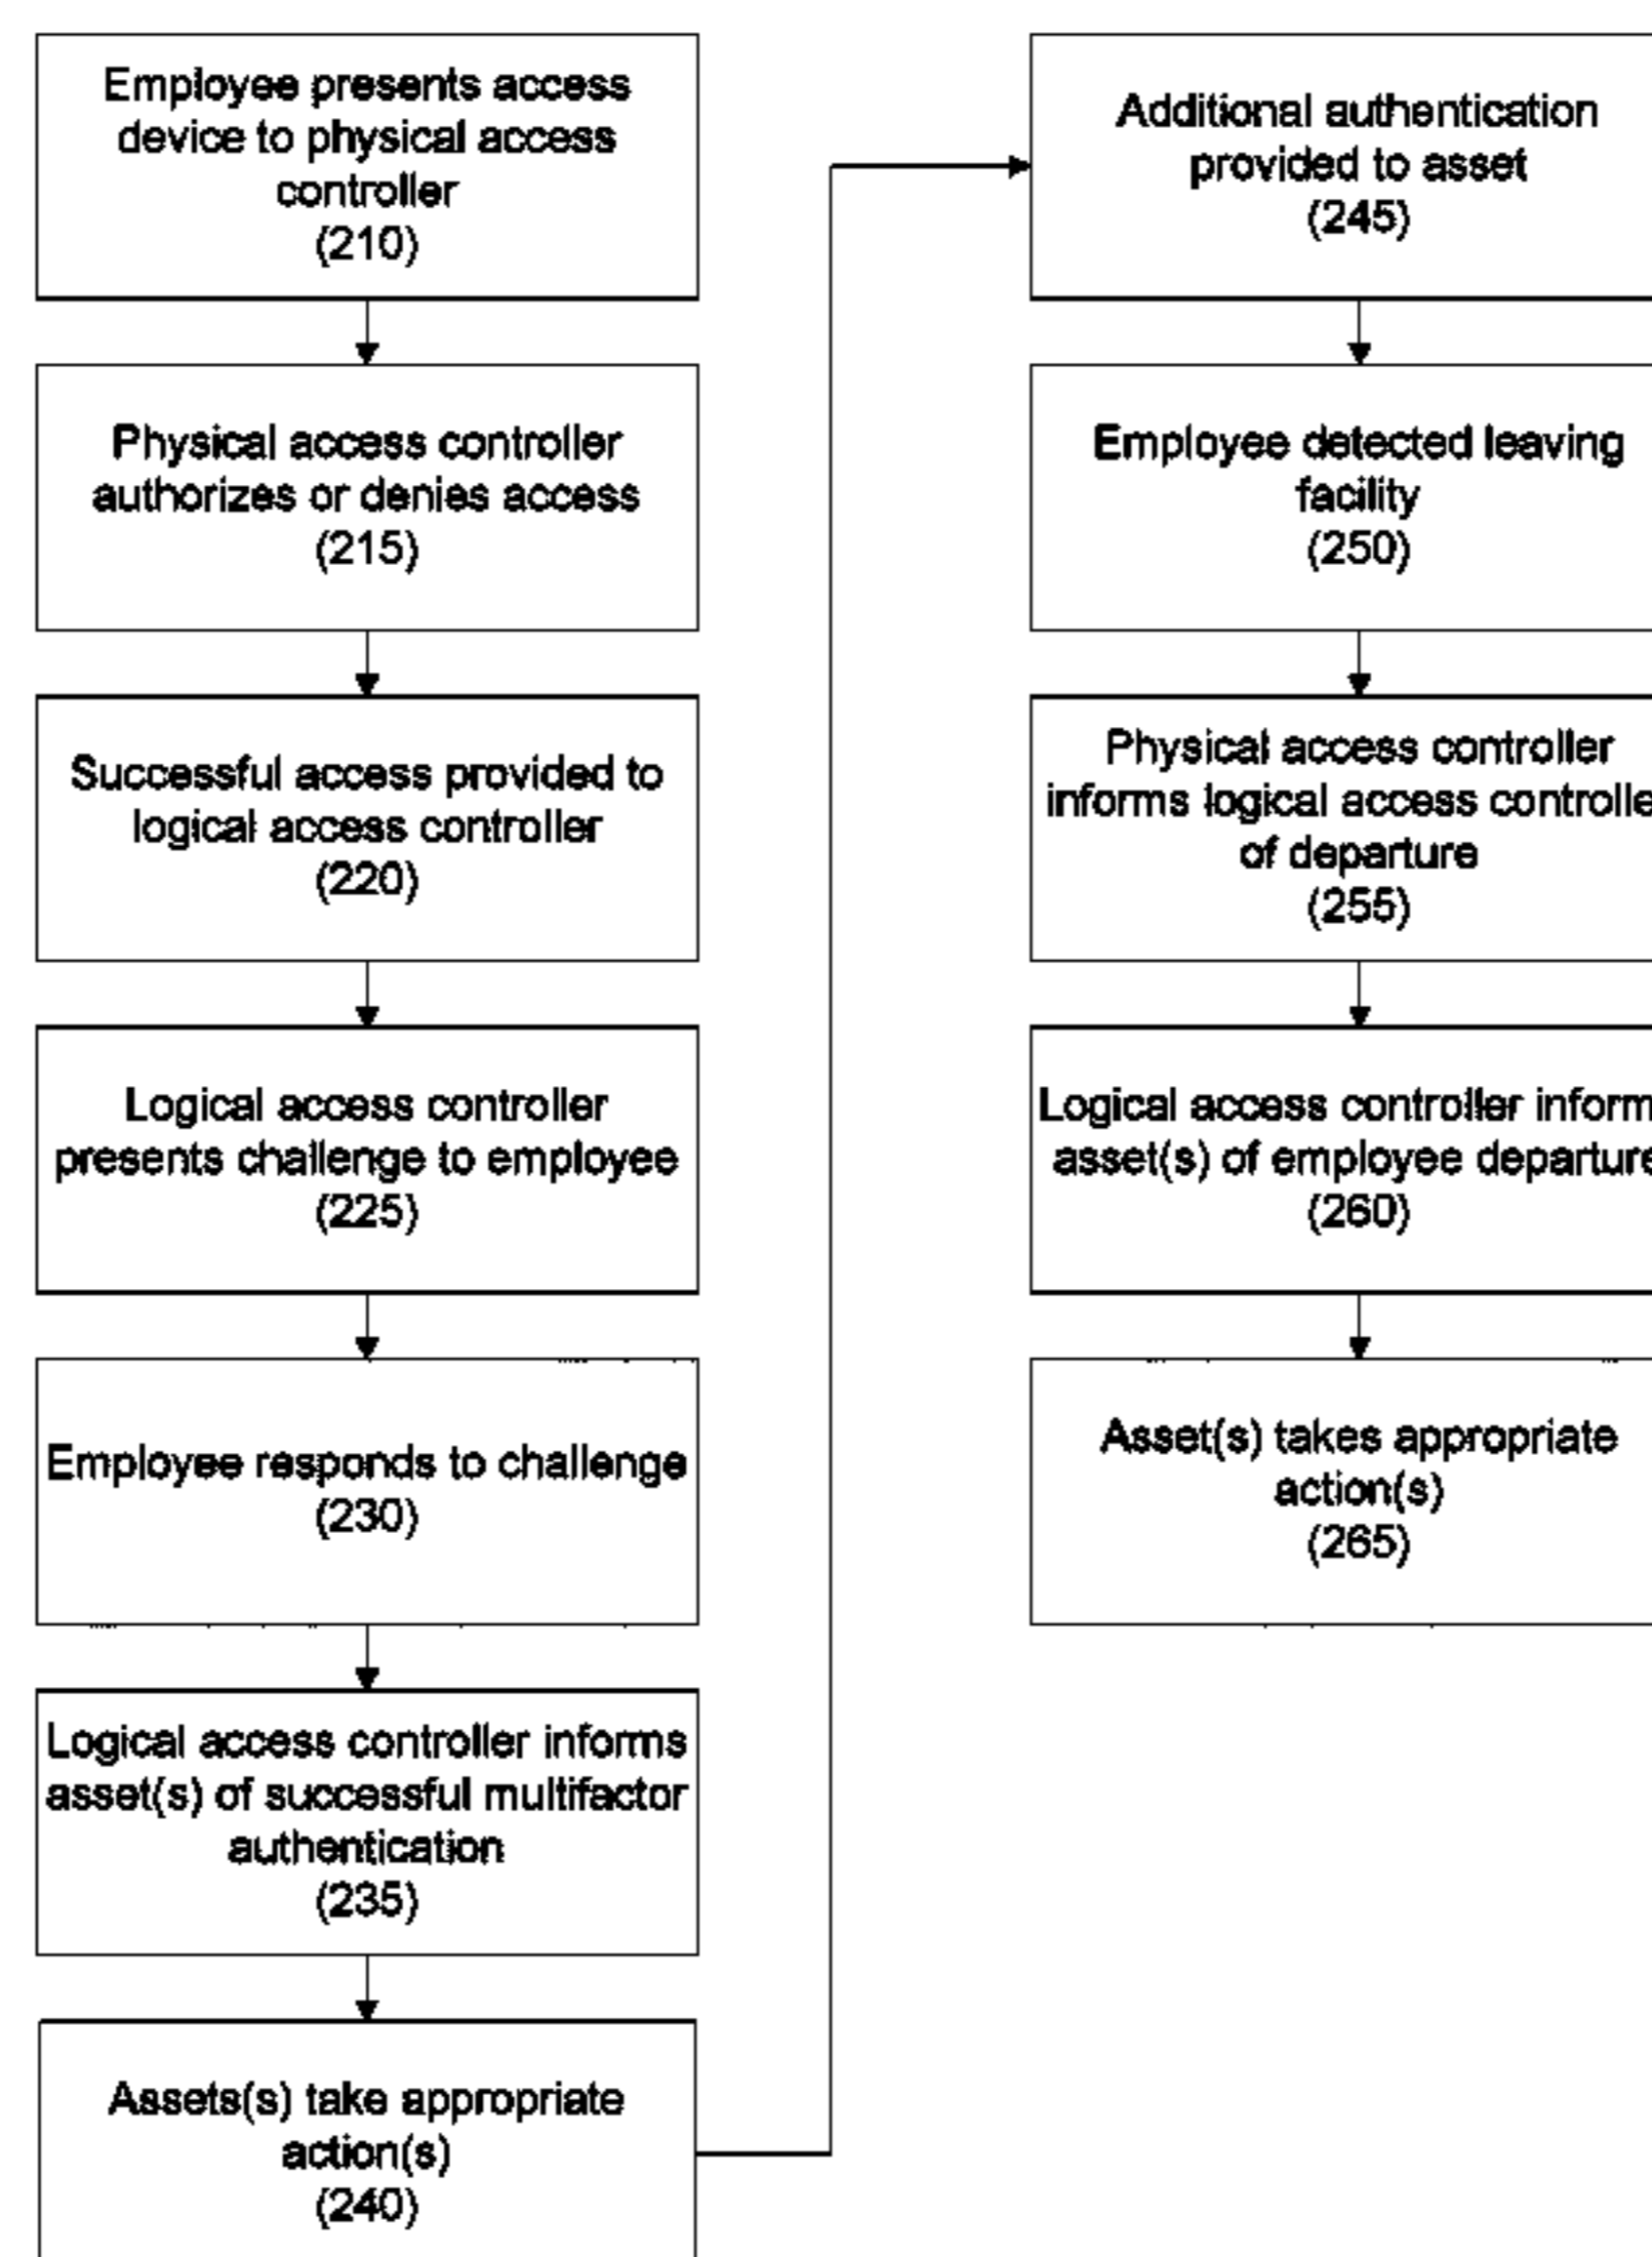 Employee presents access
device to physical access
controller
(210)
Physical access controller
authorizes or denies access
(215)
Successful access provided to
logical access controller
(220)
Logical access controller
presents challenge to employee
(225)
Employee responds to challenge
(230)
Logical access controller informs
asset(s) of successful multifactor
authentication
(235)
Assets(s) take appropriate
action(s)
(240)
Additional authentication
provided to asset
(245)
Employee detected leaving
facility
(250)
Physical access controller
informs logical access controlle
of departure
(255)
Logical access controller inform
asset(s) of employee departure
(260)
Asset(s) takes appropriate
action(s)
(265)